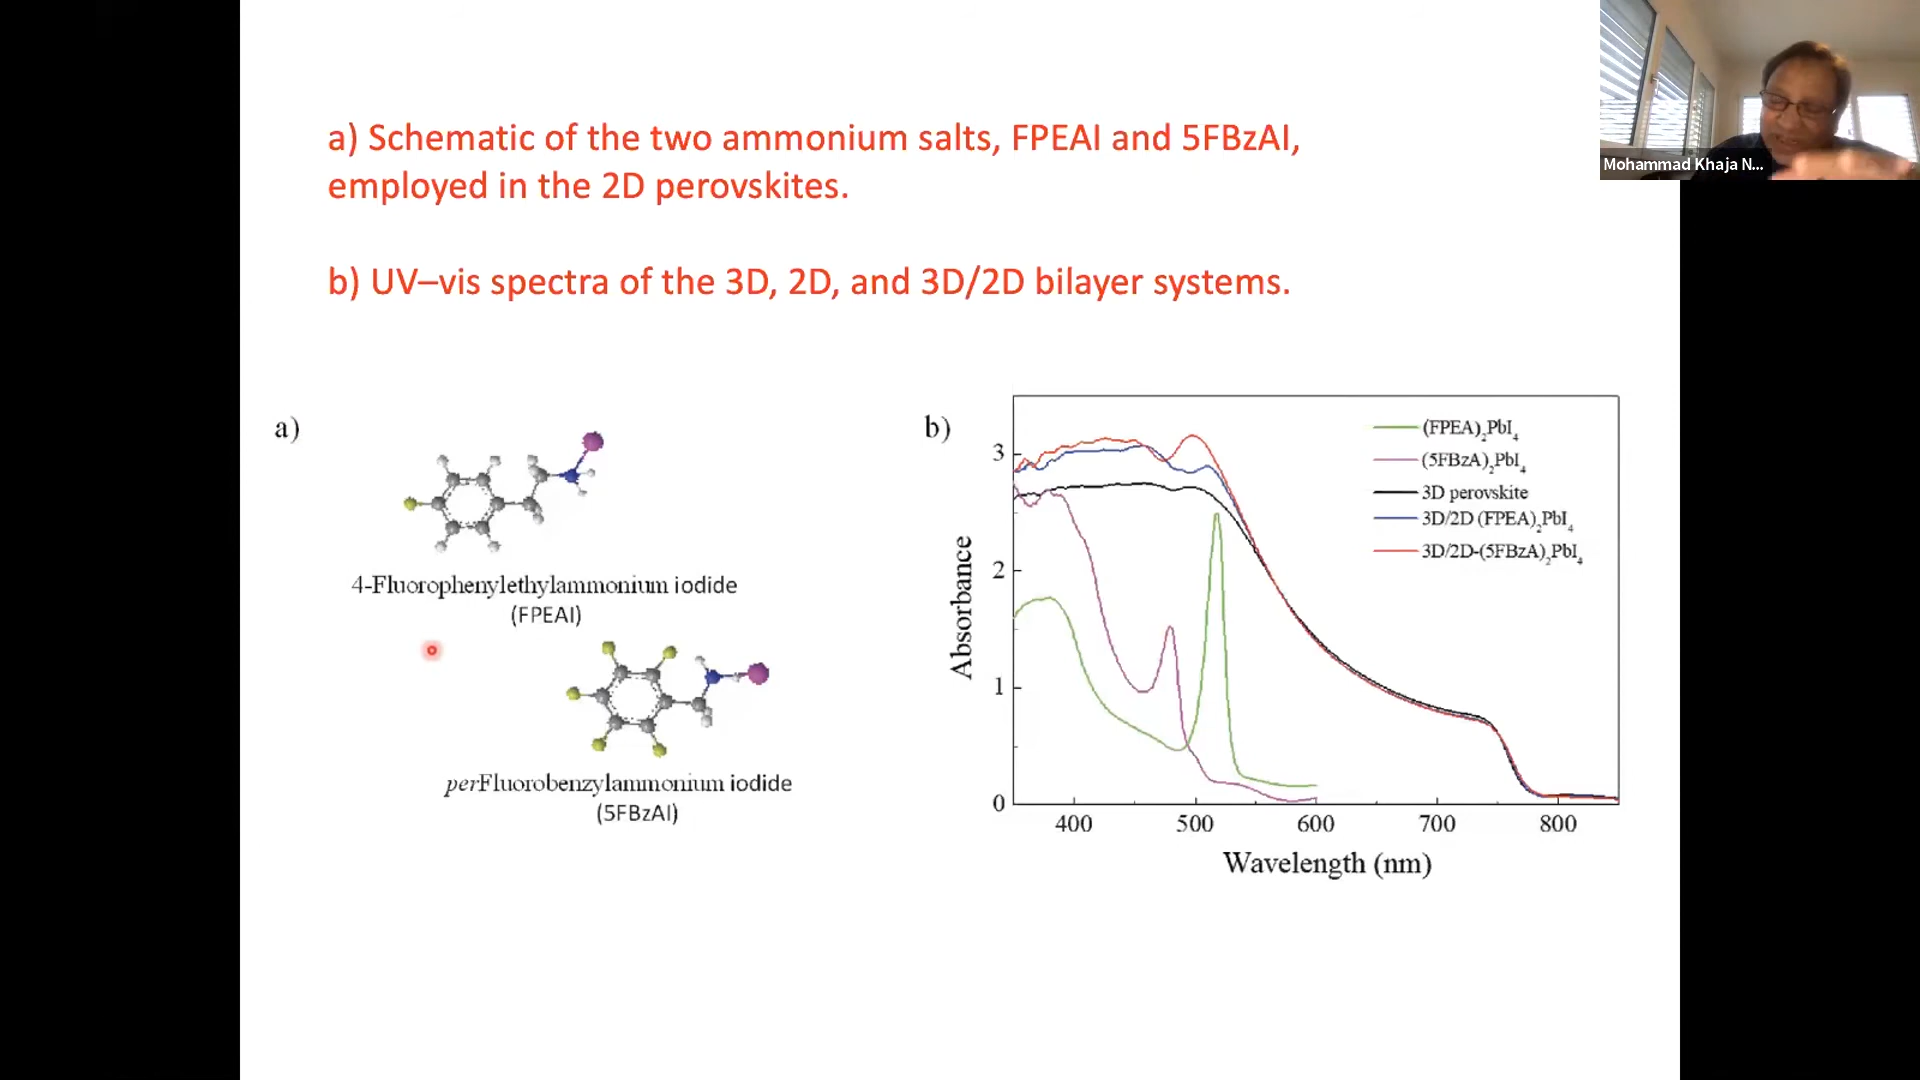 a) Schematic of the two ammonium salts, FPEAI and 5FBzAI,
employed in the 2D perovskites.
b) UV–vis spectra of the 3D, 2D, and 3D/2D bilayer systems.
Mohammad Khaja N...
a)
4-Fluorophenylethylammonium iodide
(FPEAI)
perFluorobenzylammonium iodide
(5FBzAI)
b)
(FPEA)₂PbI₄
(5FBzA)₂PbI₄
3D perovskite
3D/2D (FPEA)₂PbI₄
3D/2D-(5FBzA)₂PbI₄
Absorbance
3
2
1
0
400 500 600 700 800
Wavelength (nm)